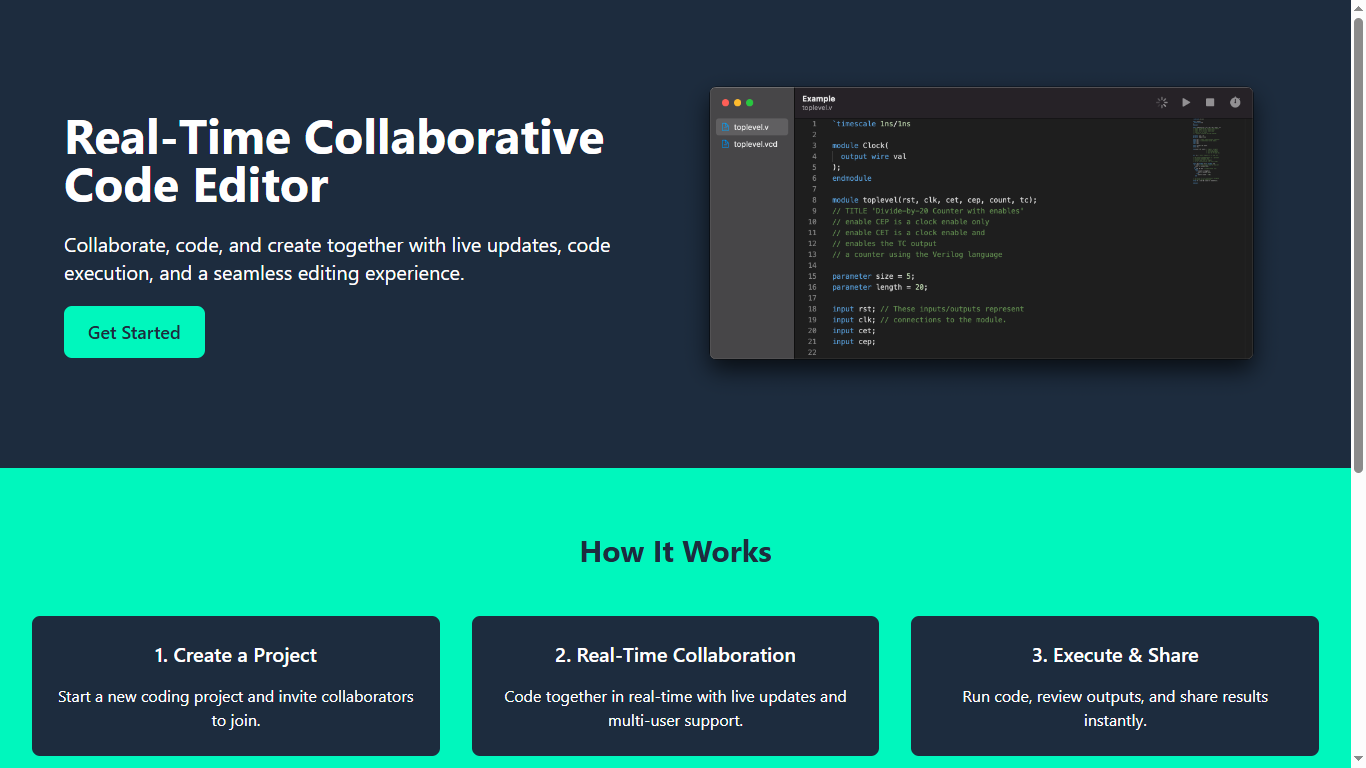 Real-Time Collaborative
Code Editor
Collaborate, code, and create together with live updates, code
execution, and a seamless editing experience.
Get Started
Example
toplevel.v
toplevel.v
toplevel.vcd
1 `timescale 1ns/1ns
2
3 module Clock(
4 output wire val
5 );
6 endmodule
7
8 module toplevel(rst, clk, cet, cep, count, tc);
9 // TITLE 'Divide-by-20 Counter with enables'
10 // enable CEP is a clock enable only
11 // enable CET is a clock enable and
12 // enables the TC output
13 // a counter using the Verilog language
14
15 parameter size = 5;
16 parameter length = 20;
17
18 input rst; // These inputs/outputs represent
19 input clk; // connections to the module.
20 input cet;
21 input cep;
22
How It Works
1. Create a Project
Start a new coding project and invite collaborators
to join.
2. Real-Time Collaboration
Code together in real-time with live updates and
multi-user support.
3. Execute & Share
Run code, review outputs, and share results
instantly.